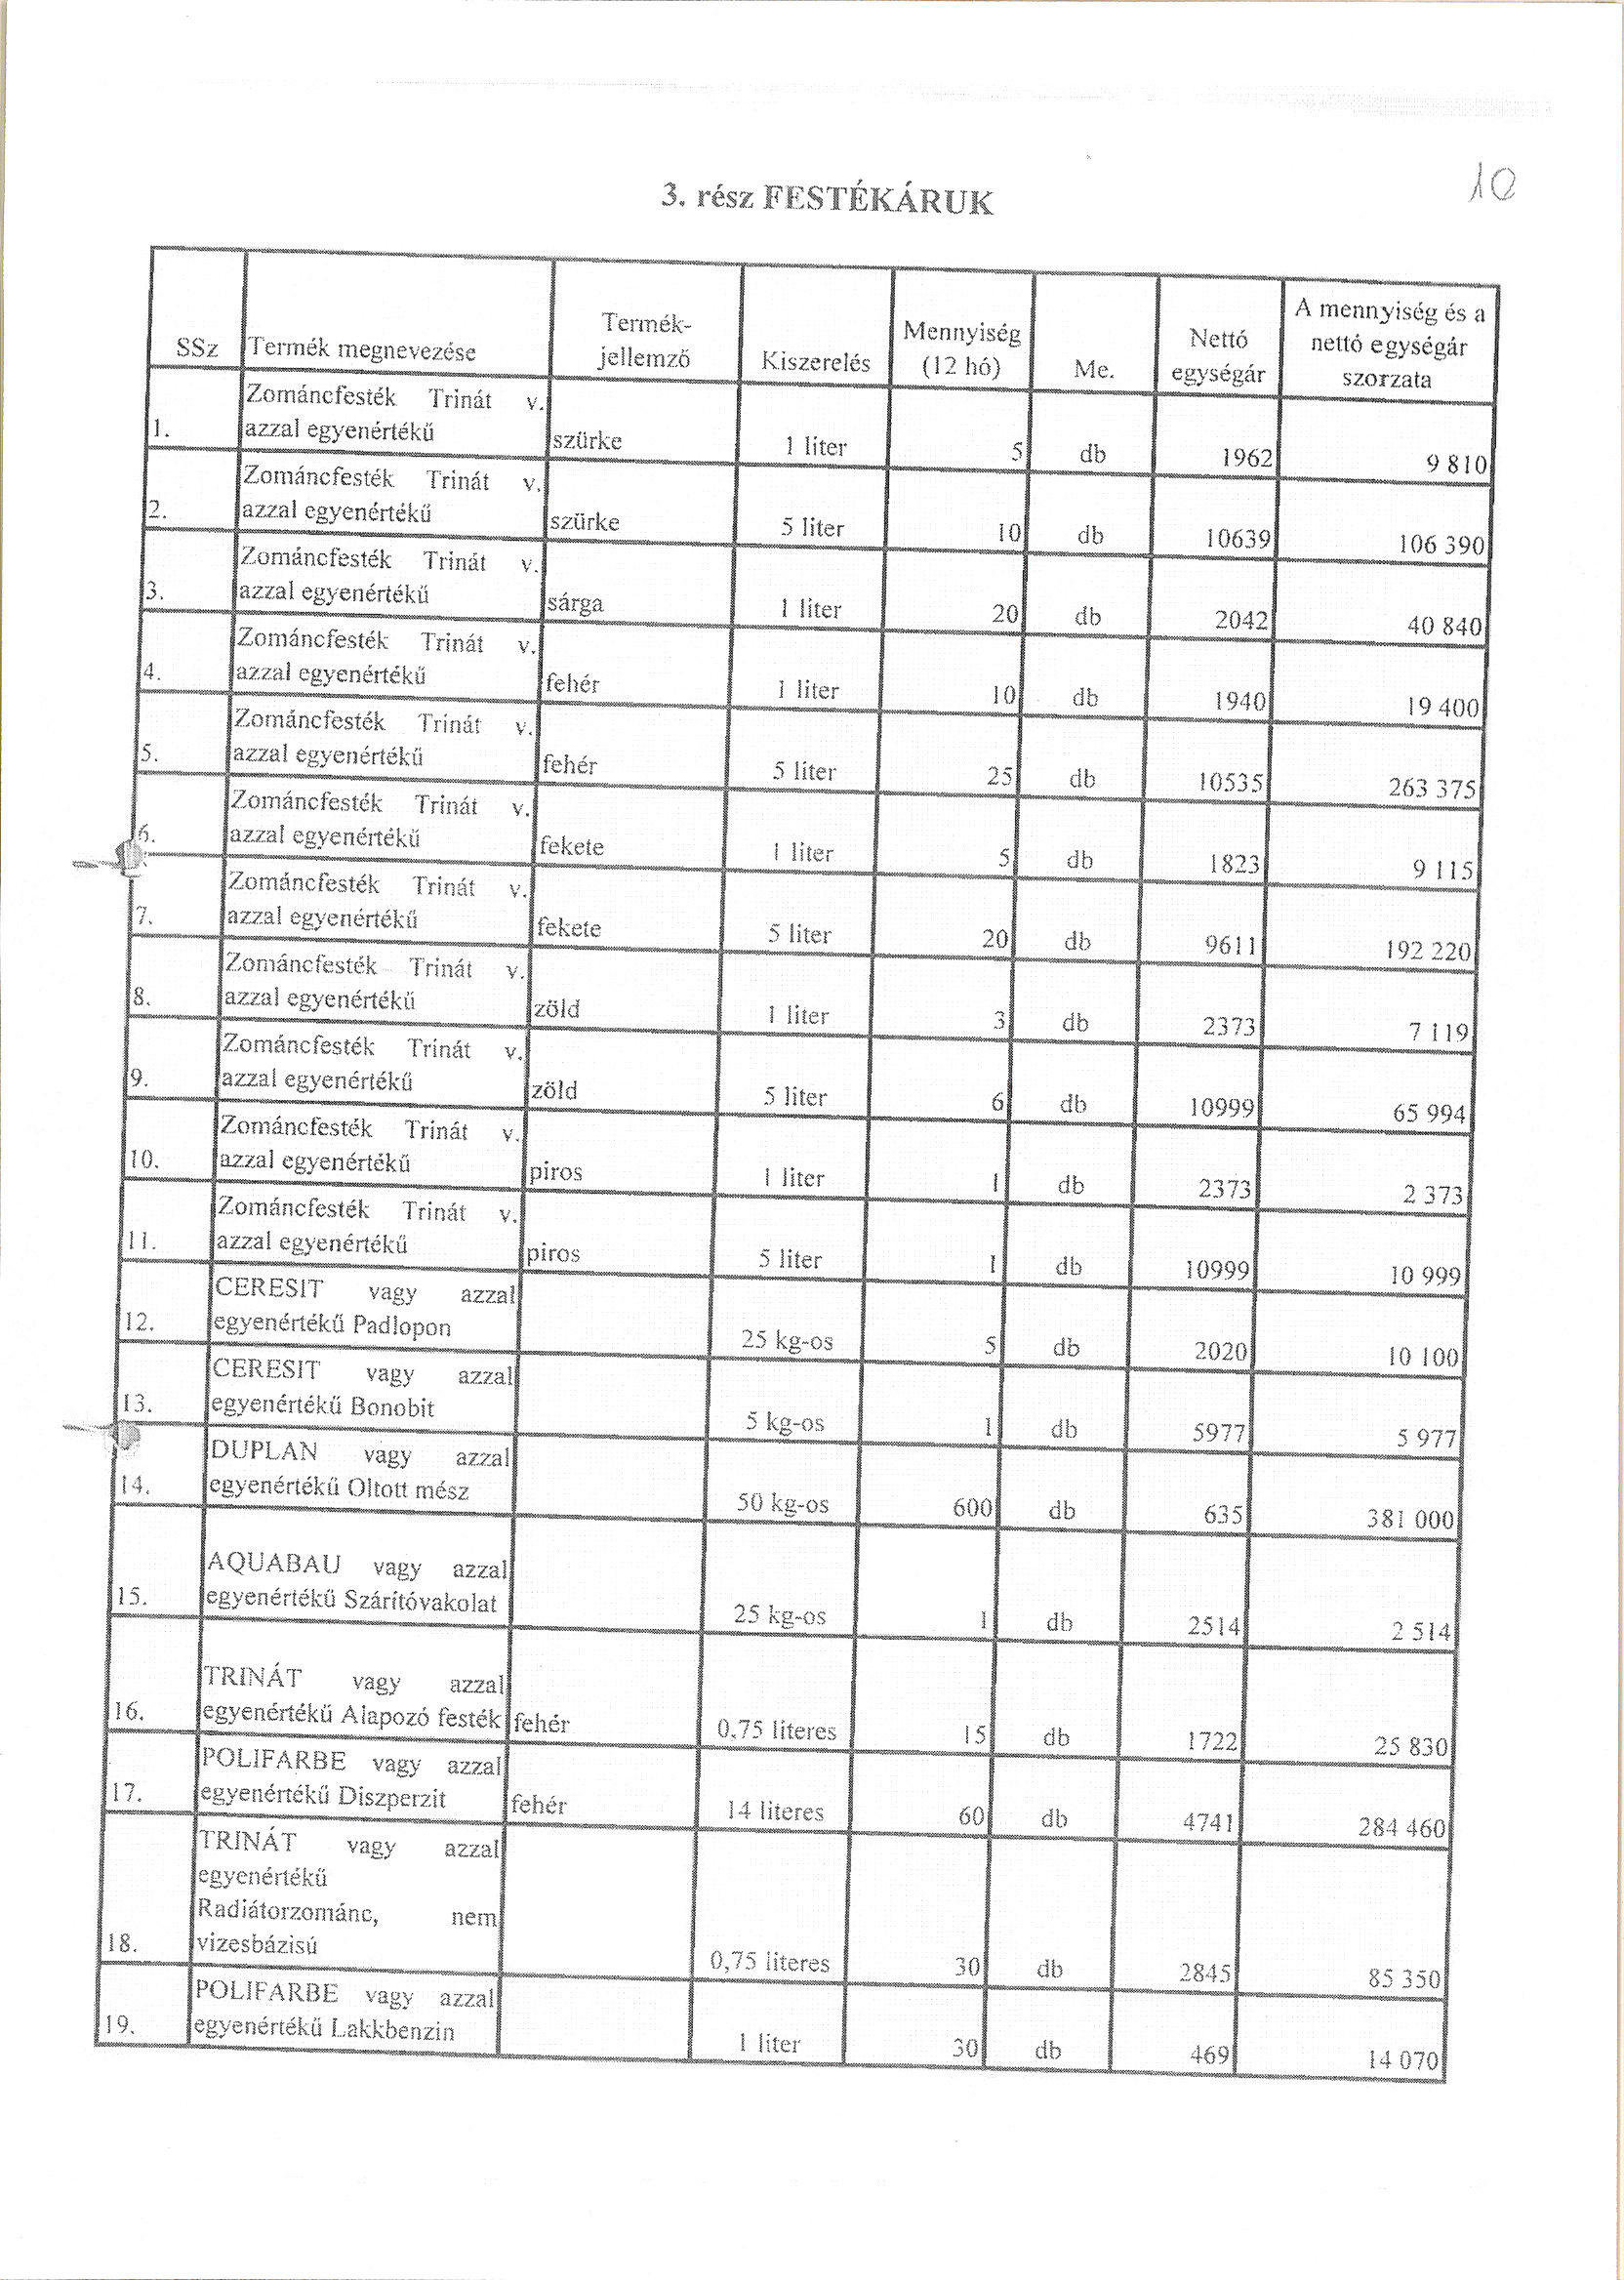 10
3. rész FESTÉKÁRUK
SSz Termék megnevezése Termék-jellemző Kiszerelés Mennyiség (12 hó) Me. Nettó egységár A mennyiség és a nettó egységár szorzata
Zománcfesték Trinát v.
1. azzal egyenértékű szürke 1 liter 5 db 1962 9 810
Zománcfesték Trinát v.
2. azzal egyenértékű szürke 5 liter 10 db 10639 106 390
Zománcfesték Trinát v.
3. azzal egyenértékű sárga 1 liter 20 db 2042 40 840
Zománcfesték Trinát v.
4. azzal egyenértékű fehér 1 liter 10 db 1940 19 400
Zománcfesték Trinát v.
5. azzal egyenértékű fehér 5 liter 25 db 10535 263 375
Zománcfesték Trinát v.
6. azzal egyenértékű fekete 1 liter 5 db 1823 9 115
Zománcfesték Trinát v.
7. azzal egyenértékű fekete 5 liter 20 db 9611 192 220
Zománcfesték Trinát v.
8. azzal egyenértékű zöld 1 liter 3 db 2373 7 119
Zománcfesték Trinát v.
9. azzal egyenértékű zöld 5 liter 6 db 10999 65 994
Zománcfesték Trinát v.
10. azzal egyenértékű piros 1 liter 1 db 2373 2 373
Zománcfesték Trinát v.
11. azzal egyenértékű piros 5 liter 1 db 10999 10 999
CERESIT vagy azzal
12. egyenértékű Padlopon 25 kg-os 5 db 2020 10 100
CERESIT vagy azzal
13. egyenértékű Bonobit 5 kg-os 1 db 5977 5 977
DUPLAN vagy azzal
14. egyenértékű Oltott mész 50 kg-os 600 db 635 381 000
AQUABAU vagy azzal
15. egyenértékű Szárítóvakolat 25 kg-os 1 db 2514 2 514
TRINÁT vagy azzal
16. egyenértékű Alapozó festék fehér 0,75 literes 15 db 1722 25 830
POLIFARBE vagy azzal
17. egyenértékű Diszperzit fehér 14 literes 60 db 4741 284 460
TRINÁT vagy azzal
egyenértékű
Radiátorzománc, nem
18. vizesbázisú 0,75 literes 30 db 2845 85 350
POLIFARBE vagy azzal
19. egyenértékű Lakkbenzin 1 liter 30 db 469 14 070